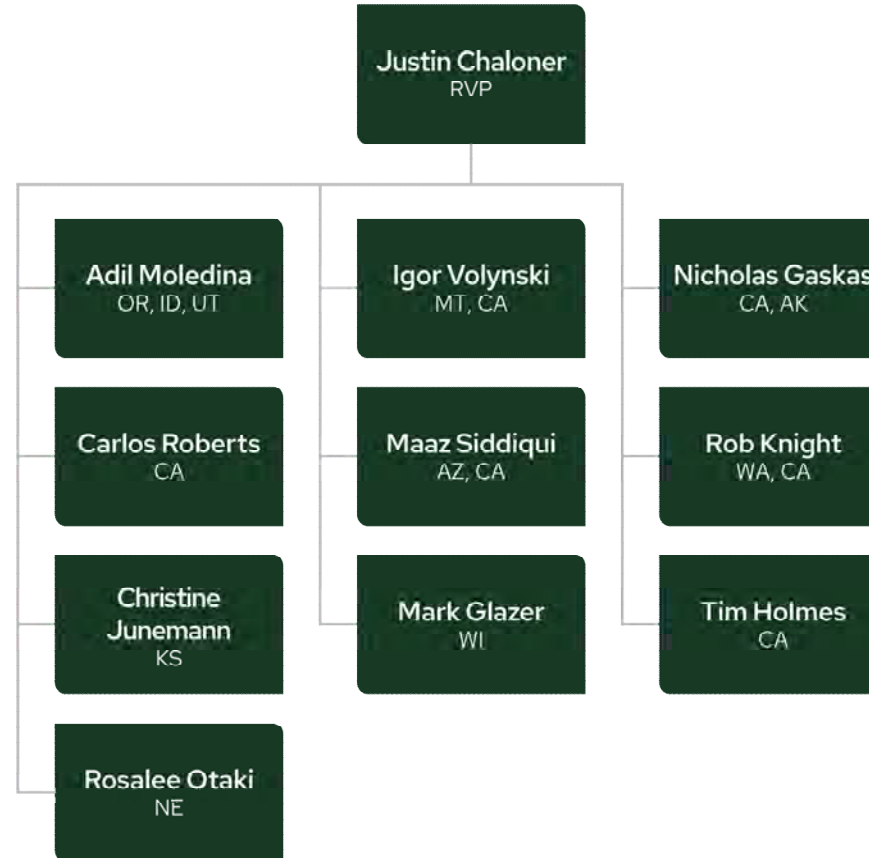 Justin Chaloner
RVP
Adil Moledina
OR, ID, UT
Igor Volynski
MT, CA
Nicholas Gaskas
CA, AK
Carlos Roberts
CA
Maaz Siddiqui
AZ, CA
Rob Knight
WA, CA
Christine
Junemann
KS
Mark Glazer
WI
Tim Holmes
CA
Rosalee Otaki
NE